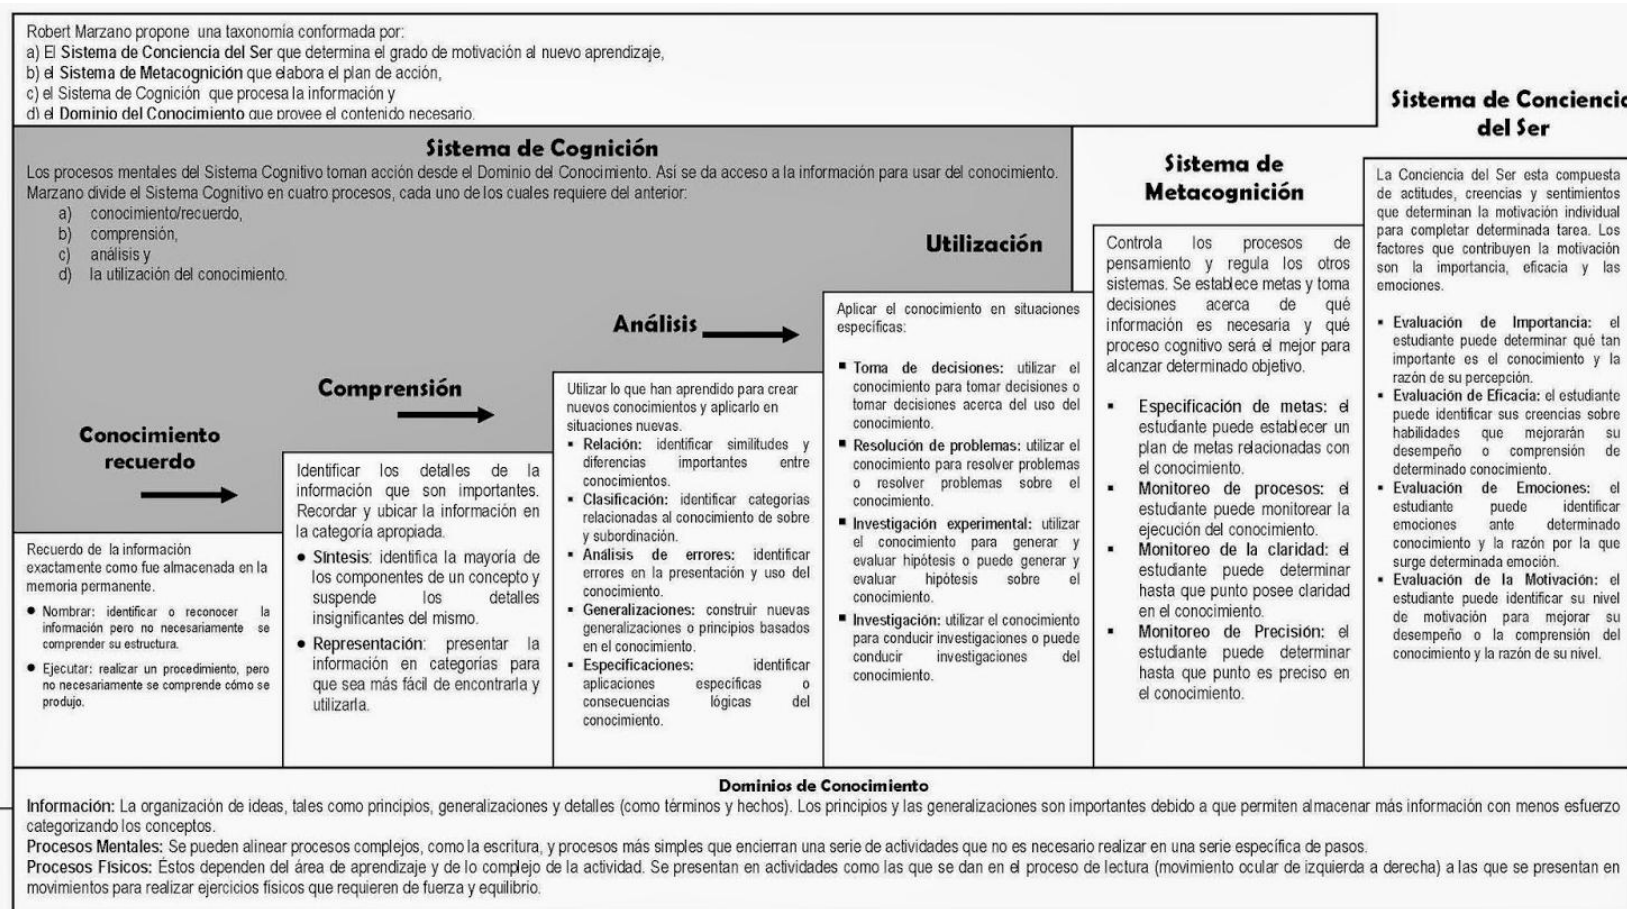 Robert Marzano propone una taxonomía conformada por:
a) El Sistema de Conciencia del Ser que determina el grado de motivación al nuevo aprendizaje,
b) el Sistema de Metacognición que elabora el plan de acción,
c) el Sistema de Cognición que procesa la información y
d) el Dominio del Conocimiento que provee el contenido necesario.
Sistema de Cognición
Los procesos mentales del Sistema Cognitivo toman acción desde el Dominio del Conocimiento. Así se da acceso a la información para usar del conocimiento.
Marzano divide el Sistema Cognitivo en cuatro procesos, cada uno de los cuales requiere del anterior:
a) conocimiento/recuerdo,
b) comprensión,
c) análisis y
d) la utilización del conocimiento.
Conocimiento
recuerdo
Recuerdo de la información
exactamente como fue almacenada en la
memoria permanente.
● Nombrar: identificar o reconocer la
información pero no necesariamente se
comprender su estructura.
● Ejecutar: realizar un procedimiento, pero
no necesariamente se comprende cómo se
produjo.
Comprensión
Identificar los detalles de la
información que son importantes.
Recordar y ubicar la información en
la categoría apropiada.
● Síntesis: identifica la mayoría de
los componentes de un concepto y
suspende los detalles
insignificantes del mismo.
● Representación: presentar la
información en categorías para
que sea más fácil de encontrarla y
utilizarla.
Análisis
Utilizar lo que han aprendido para crear
nuevos conocimientos y aplicarlo en
situaciones nuevas.
▪ Relación: identificar similitudes y
diferencias importantes entre
conocimientos.
▪ Clasificación: identificar categorías
relacionadas al conocimiento de sobre
y subordinación.
▪ Análisis de errores: identificar
errores en la presentación y uso del
conocimiento.
▪ Generalizaciones: construir nuevas
generalizaciones o principios basados
en el conocimiento.
▪ Especificaciones: identificar
aplicaciones específicas o
consecuencias lógicas del
conocimiento.
Utilización
Aplicar el conocimiento en situaciones
específicas:
▪ Toma de decisiones: utilizar el
conocimiento para tomar decisiones o
tomar decisiones acerca del uso del
conocimiento.
▪ Resolución de problemas: utilizar el
conocimiento para resolver problemas
o resolver problemas sobre el
conocimiento.
▪ Investigación experimental: utilizar
el conocimiento para generar y
evaluar hipótesis o puede generar y
evaluar hipótesis sobre el
conocimiento.
▪ Investigación: utilizar el conocimiento
para conducir investigaciones o puede
conducir investigaciones del
conocimiento.
Sistema de
Metacognición
Controla los procesos de
pensamiento y regula los otros
sistemas. Se establece metas y toma
decisiones acerca de qué
información es necesaria y qué
proceso cognitivo será el mejor para
alcanzar determinado objetivo.
▪ Especificación de metas: el
estudiante puede establecer un
plan de metas relacionadas con
el conocimiento.
▪ Monitoreo de procesos: el
estudiante puede monitorear la
ejecución del conocimiento.
▪ Monitoreo de la claridad: el
estudiante puede determinar
hasta que punto posee claridad
en el conocimiento.
▪ Monitoreo de Precisión: el
estudiante puede determinar
hasta que punto es preciso en
el conocimiento.
Sistema de Conciencia
del Ser
La Conciencia del Ser esta compuesta
de actitudes, creencias y sentimientos
que determinan la motivación individual
para completar determinada tarea. Los
factores que contribuyen la motivación
son la importancia, eficacia y las
emociones.
▪ Evaluación de Importancia: el
estudiante puede determinar qué tan
importante es el conocimiento y la
razón de su percepción.
▪ Evaluación de Eficacia: el estudiante
puede identificar sus creencias sobre
habilidades que mejorarán su
desempeño o comprensión de
determinado conocimiento.
▪ Evaluación de Emociones: el
estudiante puede identificar
emociones ante determinado
conocimiento y la razón por la que
surge determinada emoción.
▪ Evaluación de la Motivación: el
estudiante puede identificar su nivel
de motivación para mejorar su
desempeño o la comprensión del
conocimiento y la razón de su nivel.
Dominios de Conocimiento
Información: La organización de ideas, tales como principios, generalizaciones y detalles (como términos y hechos). Los principios y las generalizaciones son importantes debido a que permiten almacenar más información con menos esfuerzo
categorizando los conceptos.
Procesos Mentales: Se pueden alinear procesos complejos, como la escritura, y procesos más simples que encierran una serie de actividades que no es necesario realizar en una serie específica de pasos.
Procesos Físicos: Éstos dependen del área de aprendizaje y de lo complejo de la actividad. Se presentan en actividades como las que se dan en el proceso de lectura (movimiento ocular de izquierda a derecha) a las que se presentan en
movimientos para realizar ejercicios físicos que requieren de fuerza y equilibrio.